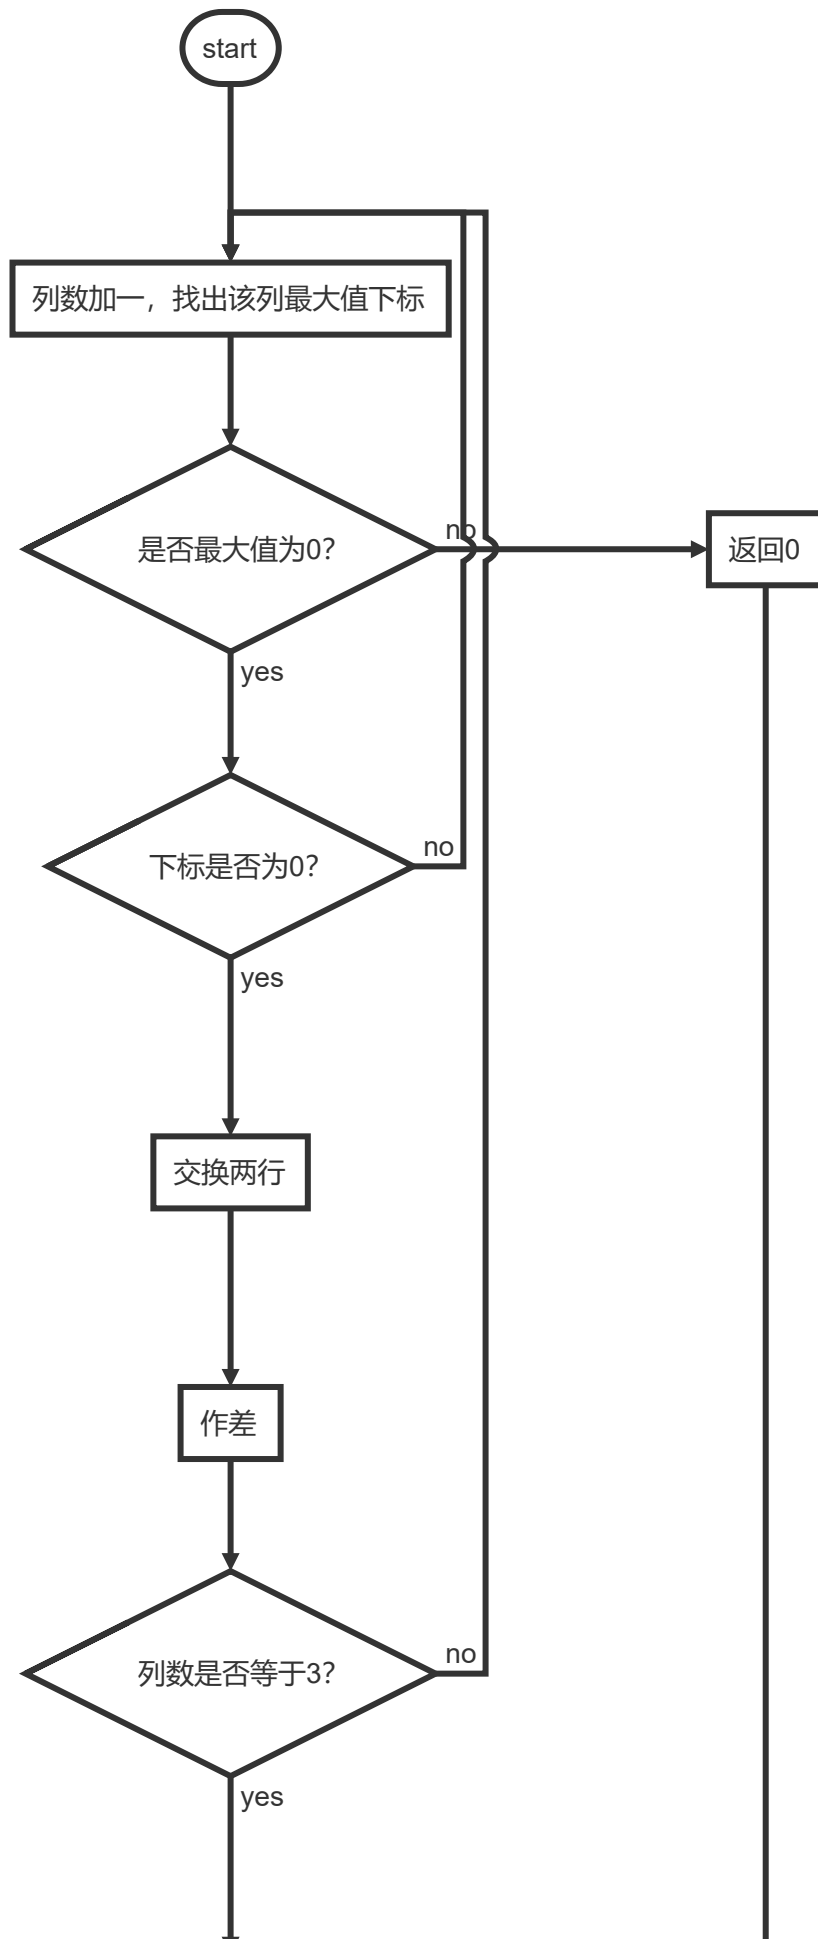 start
列数加一，找出该列最大值下标
是否最大值为0？
no
返回0
yes
下标是否为0？
no
yes
交换两行
作差
列数是否等于3？
no
yes